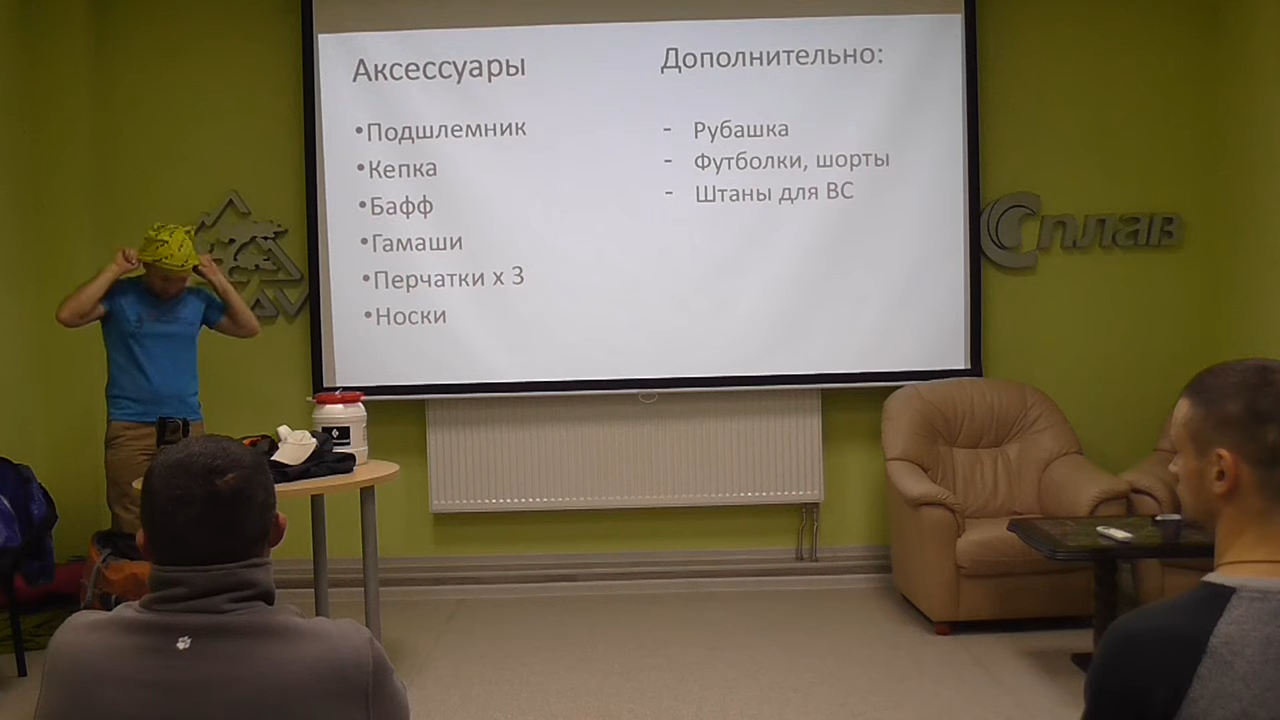 Аксессуары
•Подшлемник
•Кепка
•Бафф
•Гамаши
•Перчатки х 3
•Носки
Дополнительно:
- Рубашка
- Футболки, шорты
- Штаны для ВС
Сплав